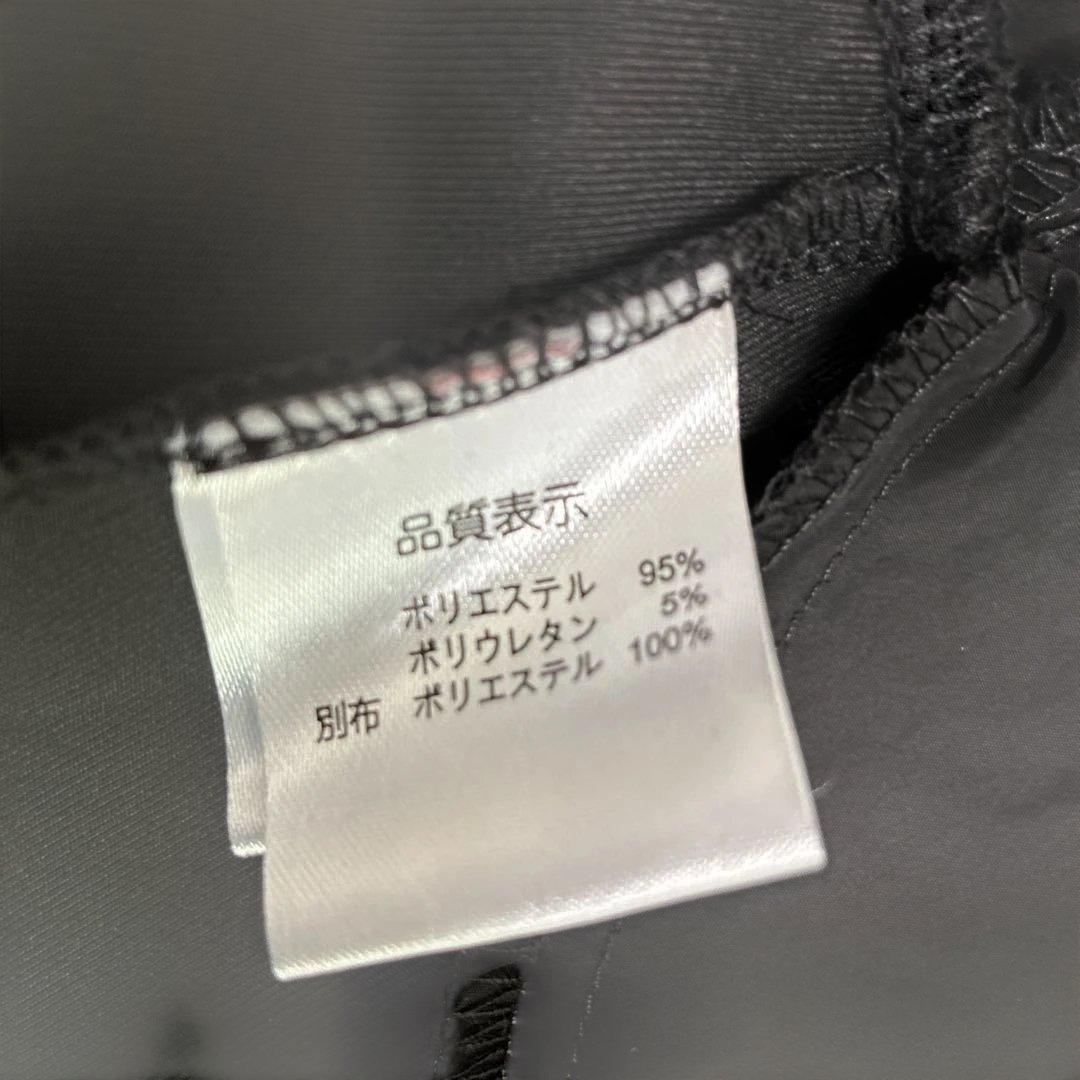 品質表示
ポリエステル 95%
ポリウレタン 5%
別布 ポリエステル 100%